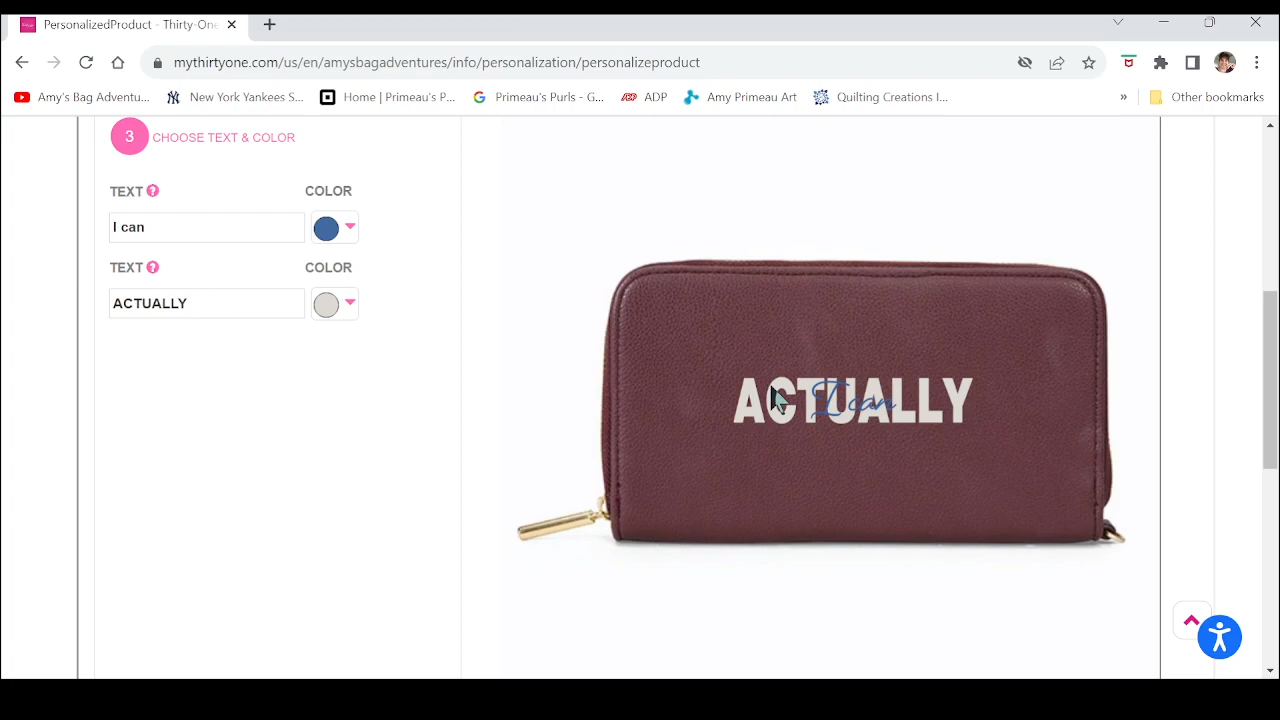 PersonalizedProduct - Thirty-One
mythirtyone.com/us/en/amysbagadventures/info/personalization/personalizeproduct
Amy's Bag Adventu... New York Yankees S... Home | Primeau's P... Primeau's Purls - G... ADP ADP Amy Primeau Art Quilting Creations I... » Other bookmarks
3 CHOOSE TEXT & COLOR
TEXT ? COLOR
I can
TEXT ? COLOR
ACTUALLY
ACTUALLY
I can